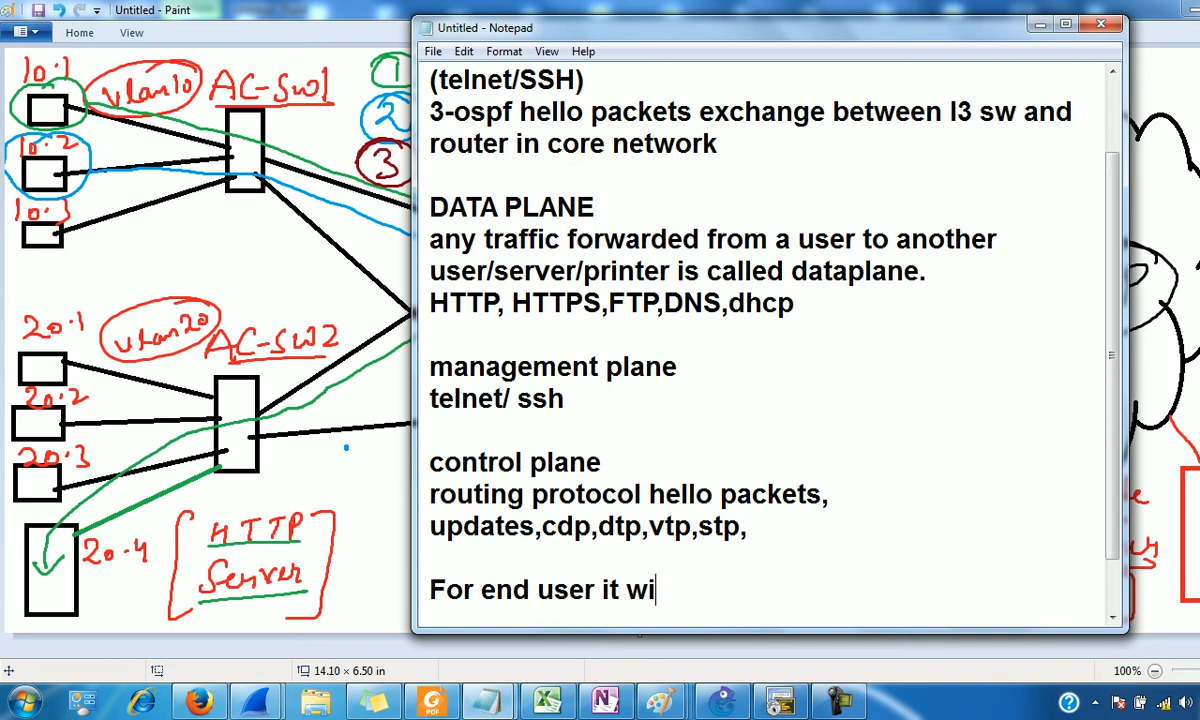 Untitled - Paint
Home View
10.1
vlan10
AC-SW1
1
10.2
2
3
10.3
20.1
vlan20
AC-SW2
20.2
20.3
20.4
HTTP
Server
Untitled - Notepad
File Edit Format View Help
(telnet/SSH)
3-ospf hello packets exchange between l3 sw and
router in core network
DATA PLANE
any traffic forwarded from a user to another
user/server/printer is called dataplane.
HTTP, HTTPS,FTP,DNS,dhcp
management plane
telnet/ ssh
control plane
routing protocol hello packets,
updates,cdp,dtp,vtp,stp,
For end user it wi
14.10 × 6.50 in
100%
PDF